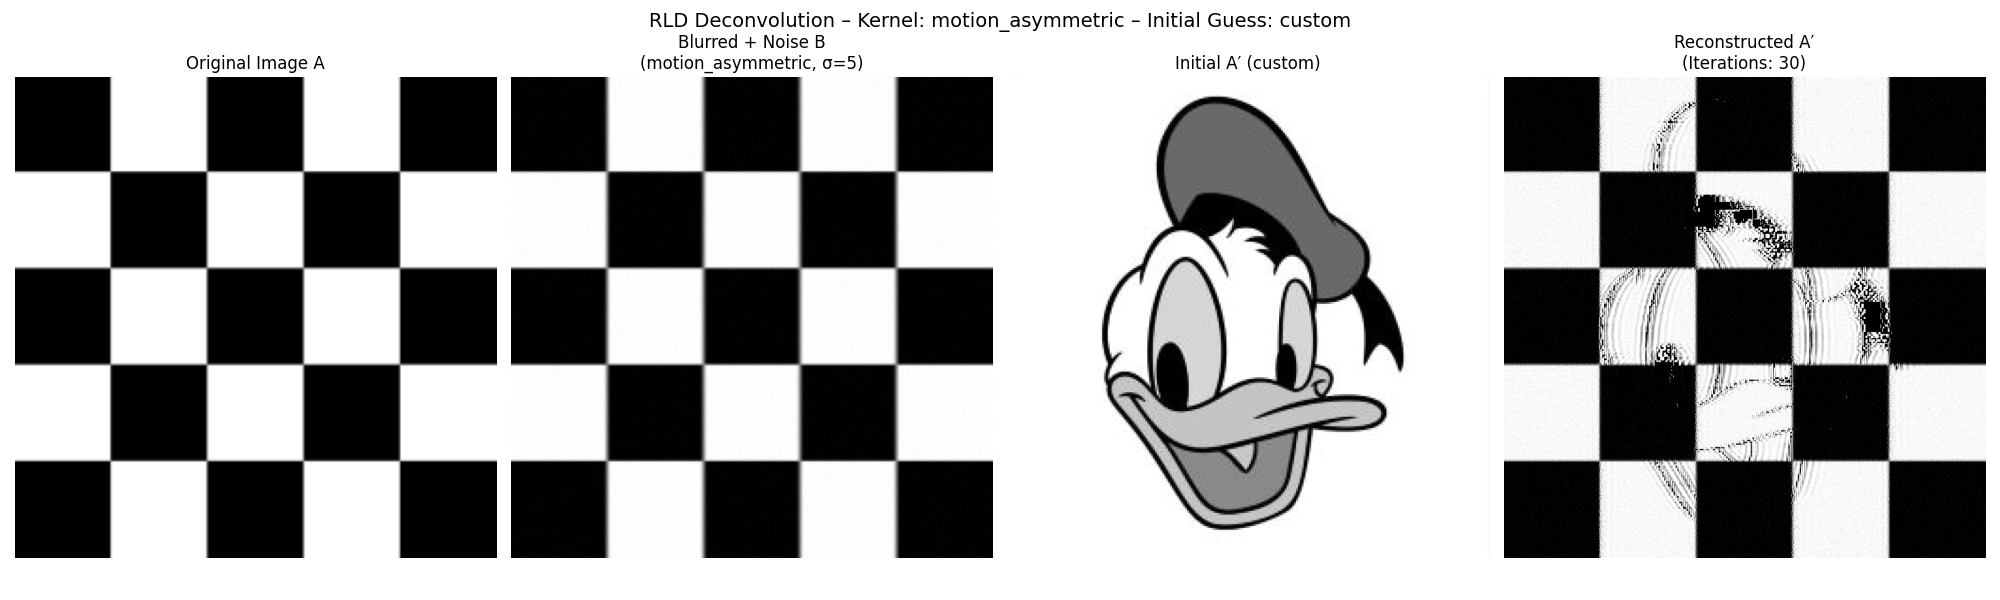 RLD Deconvolution – Kernel: motion_asymmetric – Initial Guess: custom
Original Image A
Blurred + Noise B
(motion_asymmetric, σ=5)
Initial A′ (custom)
Reconstructed A′
(Iterations: 30)